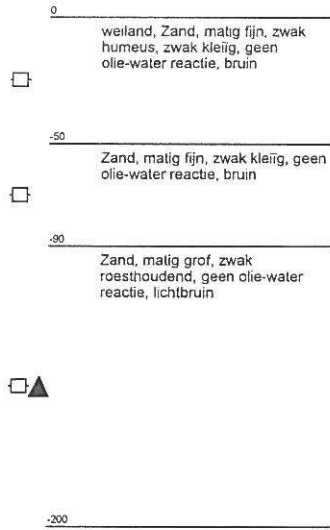 0
weiland, Zand, matig fijn, zwak
humeus, zwak kleiïg, geen
olie-water reactie, bruin
-50
Zand, matig fijn, zwak kleiïg, geen
olie-water reactie, bruin
-90
Zand, matig grof, zwak
roesthoudend, geen olie-water
reactie, lichtbruin
-200